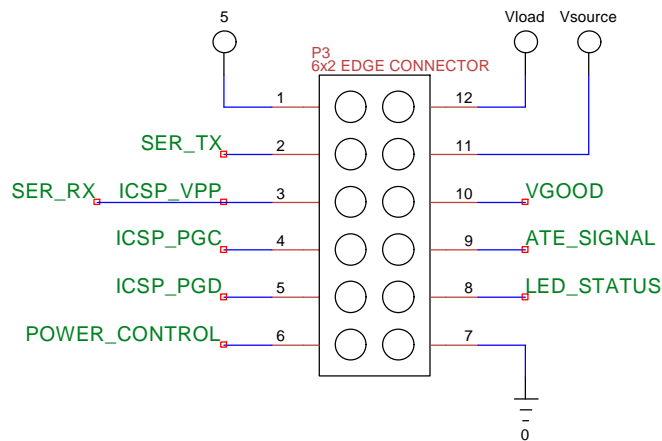 5 Vload Vsource
P3
6x2 EDGE CONNECTOR
1 12
SER_TX 2 11
SER_RX ICSP_VPP 3 10 VGOOD
ICSP_PGC 4 9 ATE_SIGNAL
ICSP_PGD 5 8 LED_STATUS
POWER_CONTROL 6 7
0